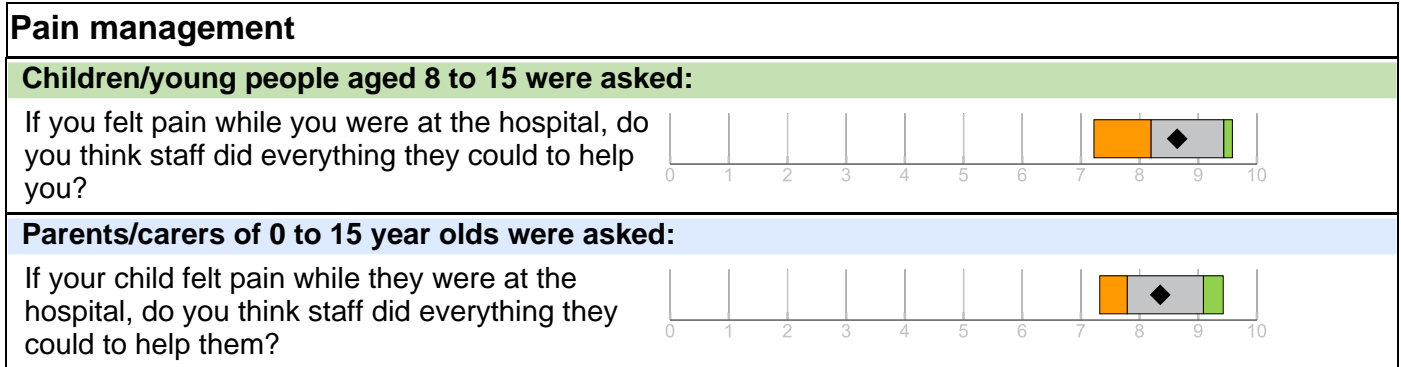 Pain management
Children/young people aged 8 to 15 were asked:
If you felt pain while you were at the hospital, do
you think staff did everything they could to help
you?
0 1 2 3 4 5 6 7 8 9 10
Parents/carers of 0 to 15 year olds were asked:
If your child felt pain while they were at the
hospital, do you think staff did everything they
could to help them?
0 1 2 3 4 5 6 7 8 9 10